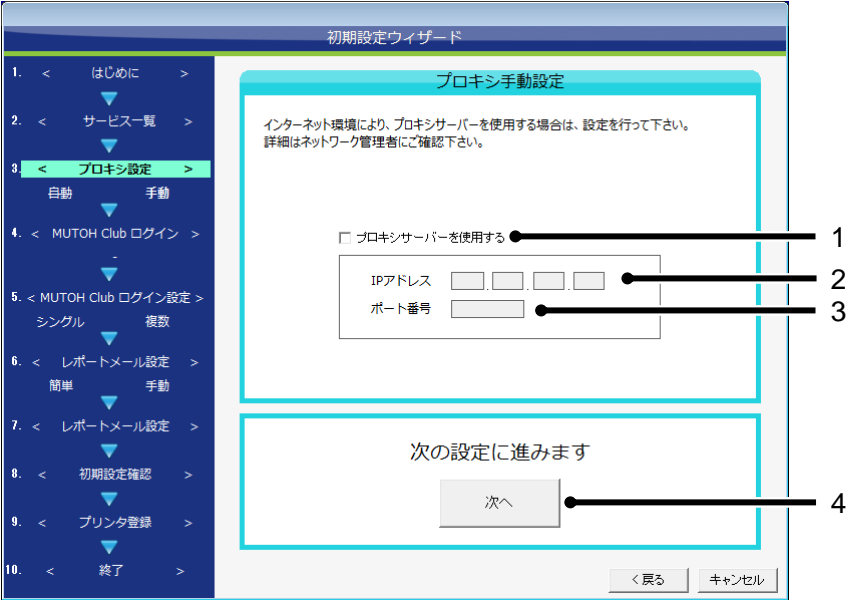 初期設定ウィザード
1. < はじめに >
2. < サービス一覧 >
3. < プロキシ設定 >
自動 手動
4. < MUTOH Club ログイン >
-
5. < MUTOH Club ログイン設定 >
シングル 複数
6. < レポートメール設定 >
簡単 手動
7. < レポートメール設定 >
8. < 初期設定確認 >
9. < プリンタ登録 >
10. < 終了 >
プロキシ手動設定
インターネット環境により、プロキシサーバーを使用する場合は、設定を行って下さい。
詳細はネットワーク管理者にご確認下さい。
プロキシサーバーを使用する 1
IPアドレス . . . 2
ポート番号 3
次の設定に進みます
次へ 4
<戻る キャンセル